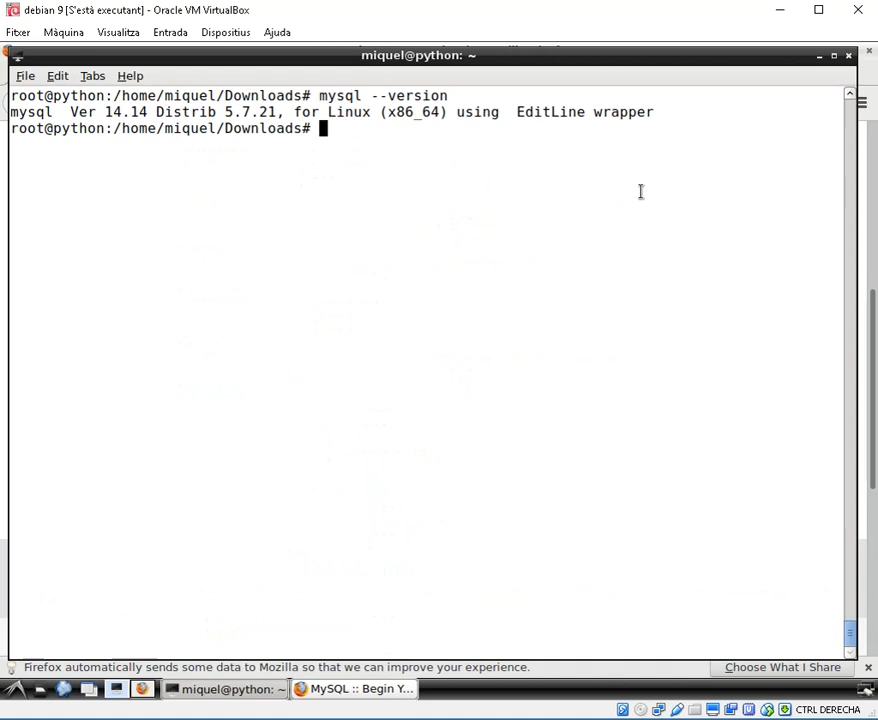 debian 9 [S'està executant] - Oracle VM VirtualBox
Fitxer Màquina Visualitza Entrada Dispositius Ajuda
miquel@python: ~
File Edit Tabs Help
root@python:/home/miquel/Downloads# mysql --version
mysql  Ver 14.14 Distrib 5.7.21, for Linux (x86_64) using  EditLine wrapper
root@python:/home/miquel/Downloads#
Firefox automatically sends some data to Mozilla so that we can improve your experience. Choose What I Share
miquel@python: ~ MySQL :: Begin Y...
CTRL DERECHA